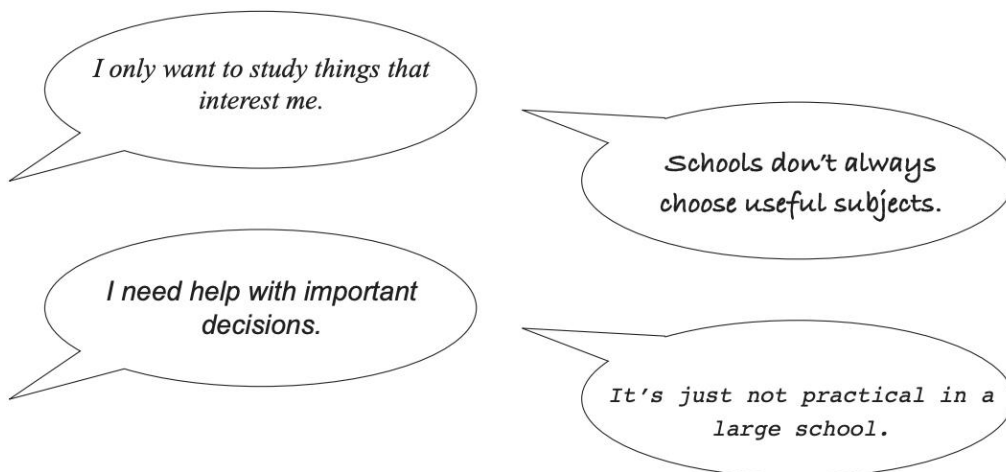 I only want to study things that
interest me.
Schools don't always
choose useful subjects.
I need help with important
decisions.
It's just not practical in a
large school.